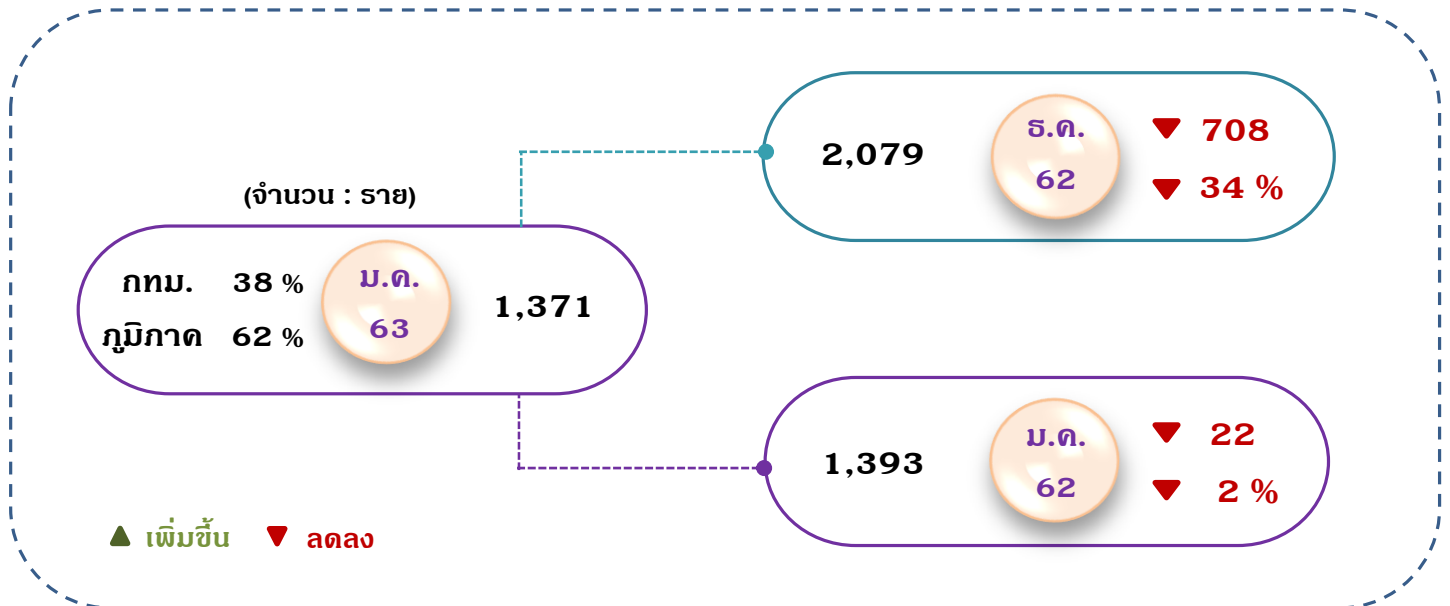 (จำนวน : ราย)
กทม. 38 %
ภูมิภาค 62 %
ม.ค.
63
1,371
2,079
ธ.ค.
62
▼ 708
▼ 34 %
1,393
ม.ค.
62
▼ 22
▼ 2 %
▲ เพิ่มขึ้น ▼ ลดลง